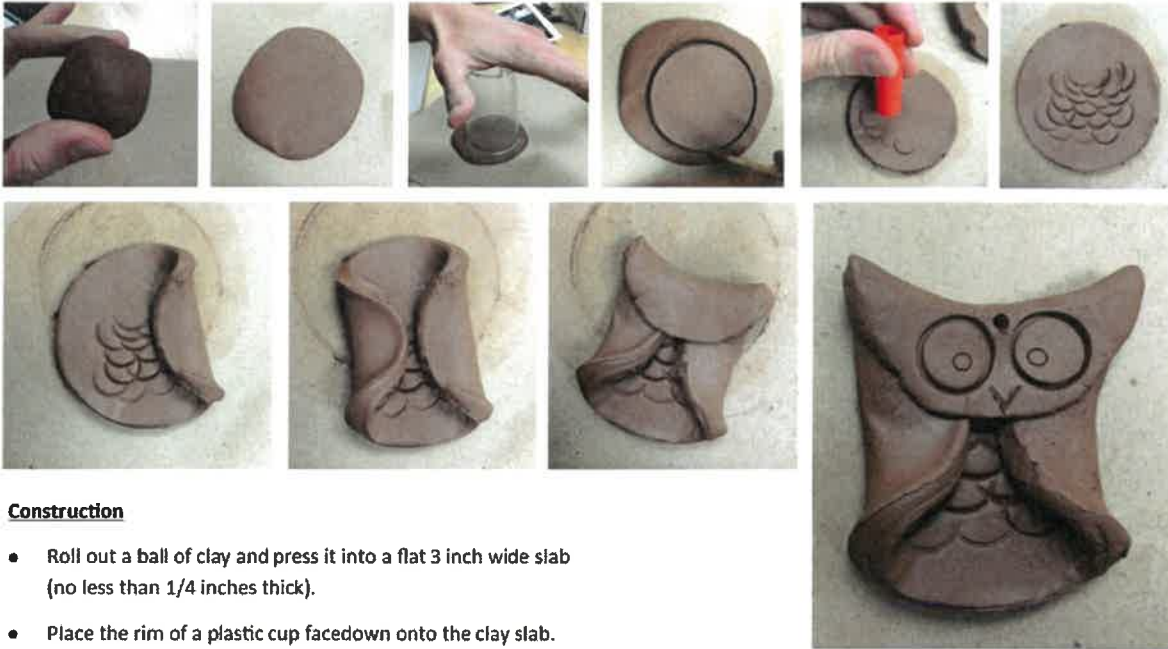 Construction
• Roll out a ball of clay and press it into a flat 3 inch wide slab
(no less than 1/4 inches thick).
• Place the rim of a plastic cup facedown onto the clay slab.